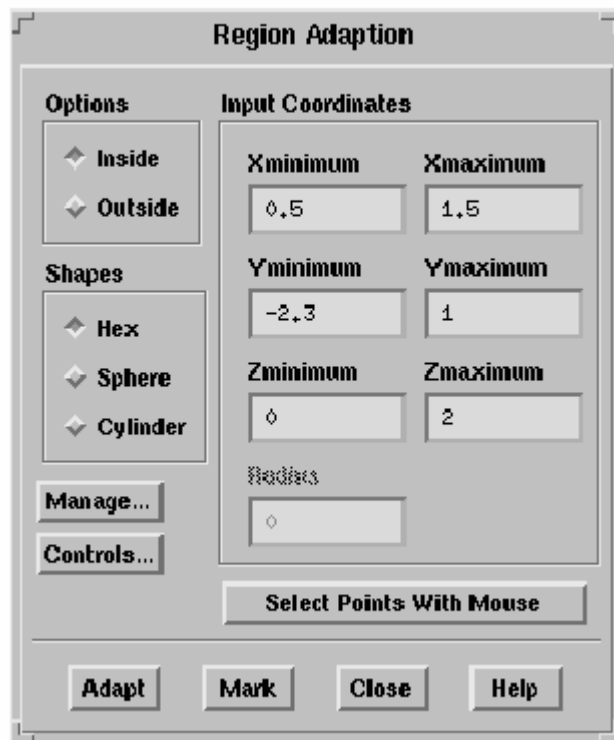 Region Adaption
Options
Inside
Outside
Shapes
Hex
Sphere
Cylinder
Manage...
Controls...
Input Coordinates
Xminimum Xmaximum
0.5 1.5
Yminimum Ymaximum
-2.3 1
Zminimum Zmaximum
0 2
Radius
0
Select Points With Mouse
Adapt Mark Close Help